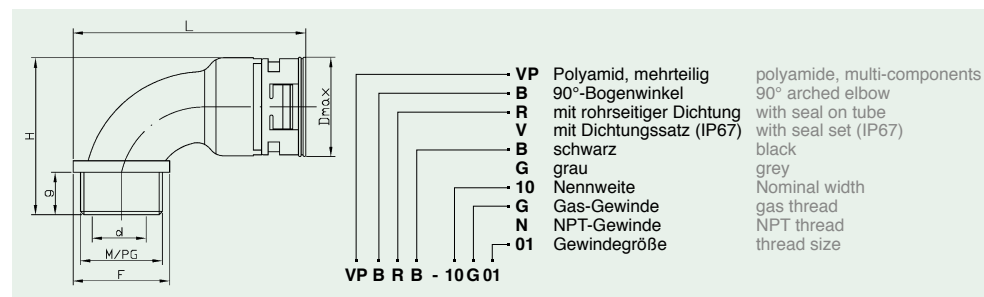 L
H
Dmax
g
d
M/PG
F
VP Polyamid, mehrteilig polyamide, multi-components
B 90°-Bogenwinkel 90° arched elbow
R mit rohrseitiger Dichtung with seal on tube
V mit Dichtungssatz (IP67) with seal set (IP67)
B schwarz black
G grau grey
10 Nennweite Nominal width
G Gas-Gewinde gas thread
N NPT-Gewinde NPT thread
01 Gewindegröße thread size
VP B R B - 10 G 01